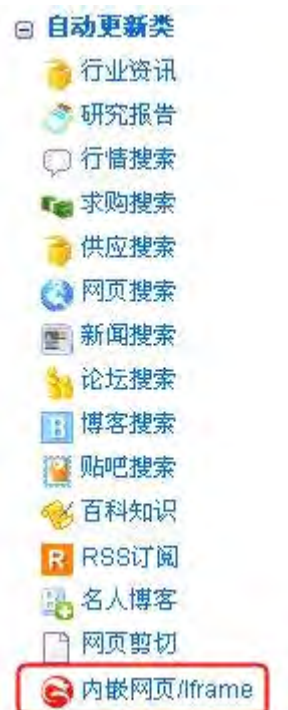 自动更新类
行业资讯
研究报告
行情搜索
求购搜索
供应搜索
网页搜索
新闻搜索
论坛搜索
博客搜索
贴吧搜索
百科知识
RSS订阅
名人博客
网页剪切
内嵌网页/Iframe